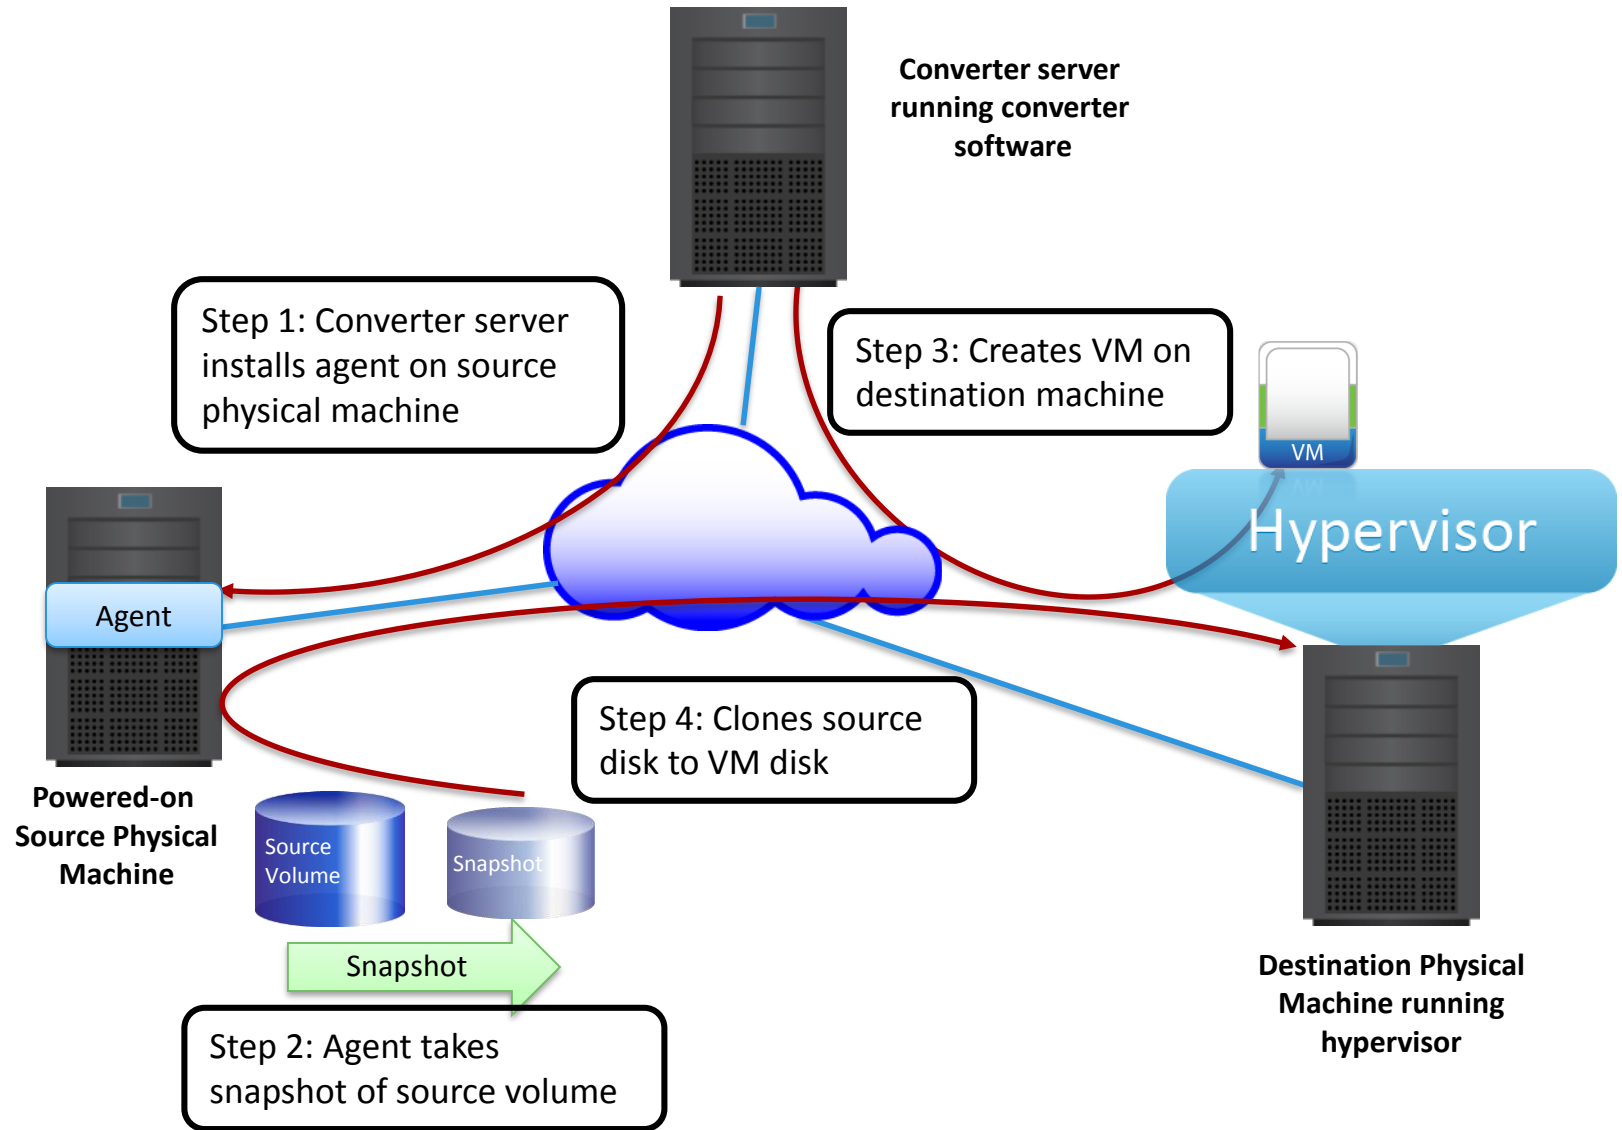 Converter server
running converter
software
Step 1: Converter server
installs agent on source
physical machine
Step 3: Creates VM on
destination machine
VM
Hypervisor
Agent
Step 4: Clones source
disk to VM disk
Powered-on
Source Physical
Machine
Source
Volume
Snapshot
Snapshot
Destination Physical
Machine running
hypervisor
Step 2: Agent takes
snapshot of source volume